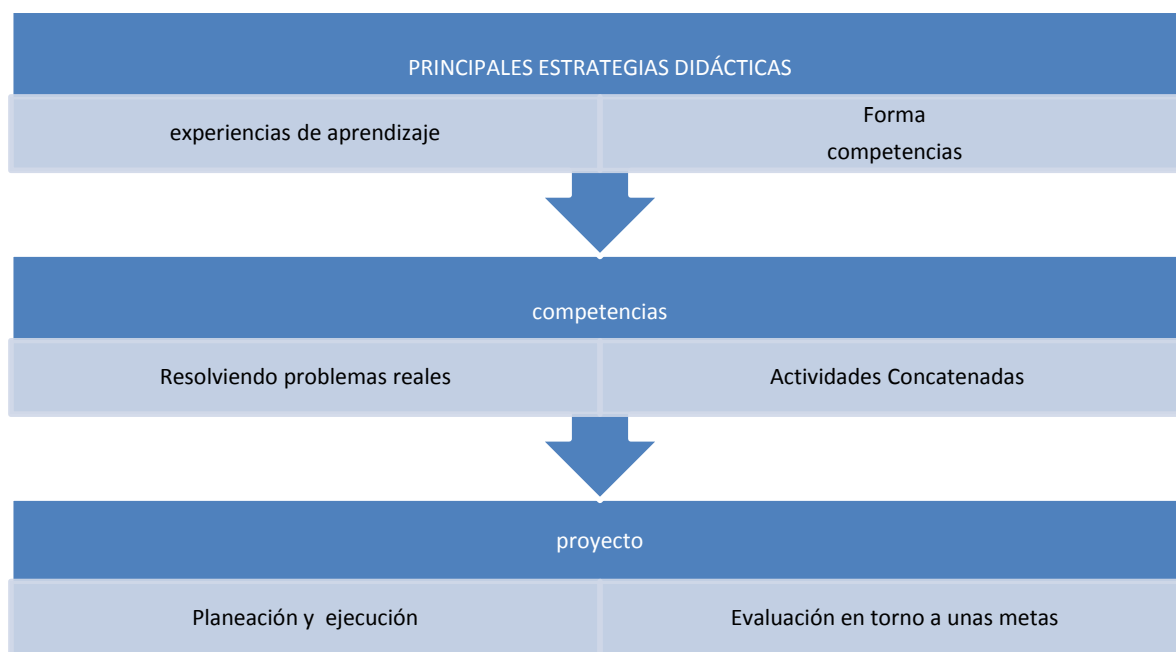 PRINCIPALES ESTRATEGIAS DIDÁCTICAS
experiencias de aprendizaje
Forma
competencias
competencias
Resolviendo problemas reales
Actividades Concatenadas
proyecto
Planeación y ejecución
Evaluación en torno a unas metas